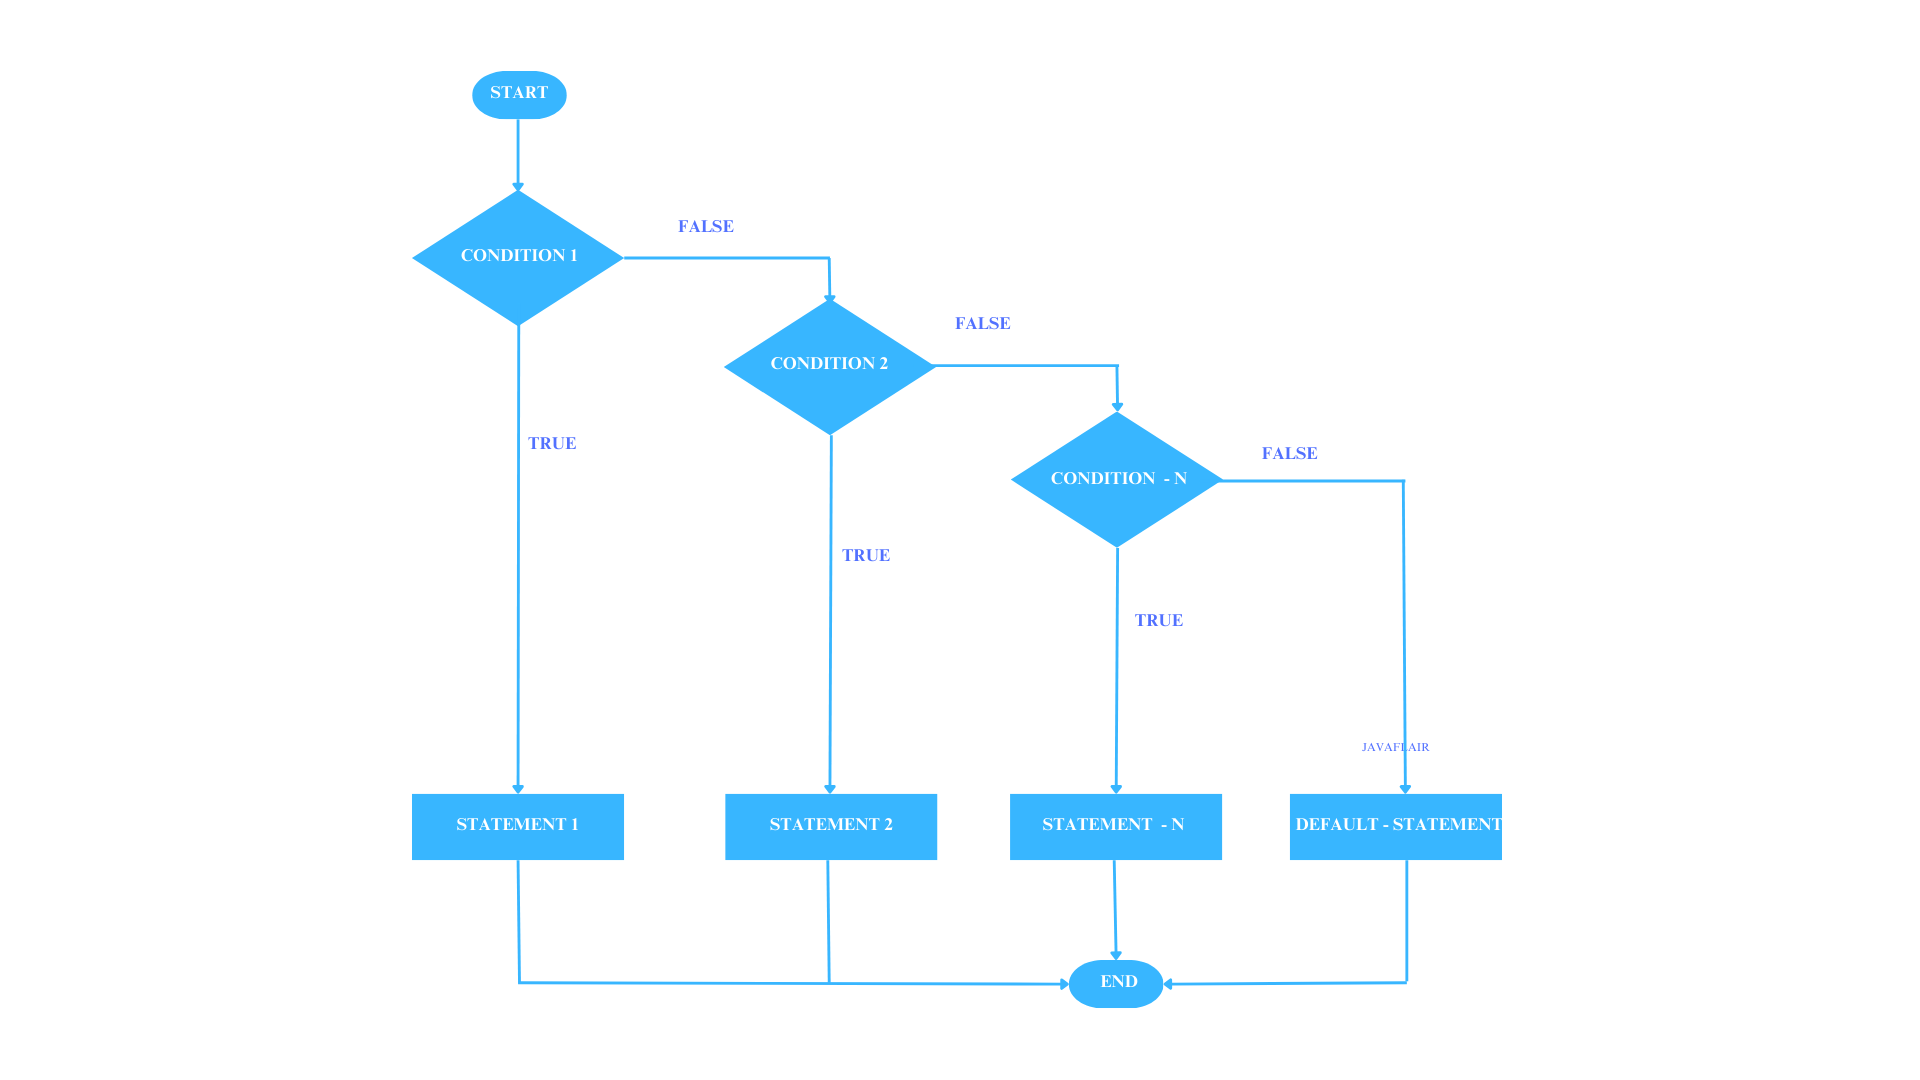 START
CONDITION 1
FALSE
CONDITION 2
FALSE
CONDITION - N
FALSE
TRUE
TRUE
TRUE
JAVAFLAIR
STATEMENT 1
STATEMENT 2
STATEMENT - N
DEFAULT - STATEMENT
END